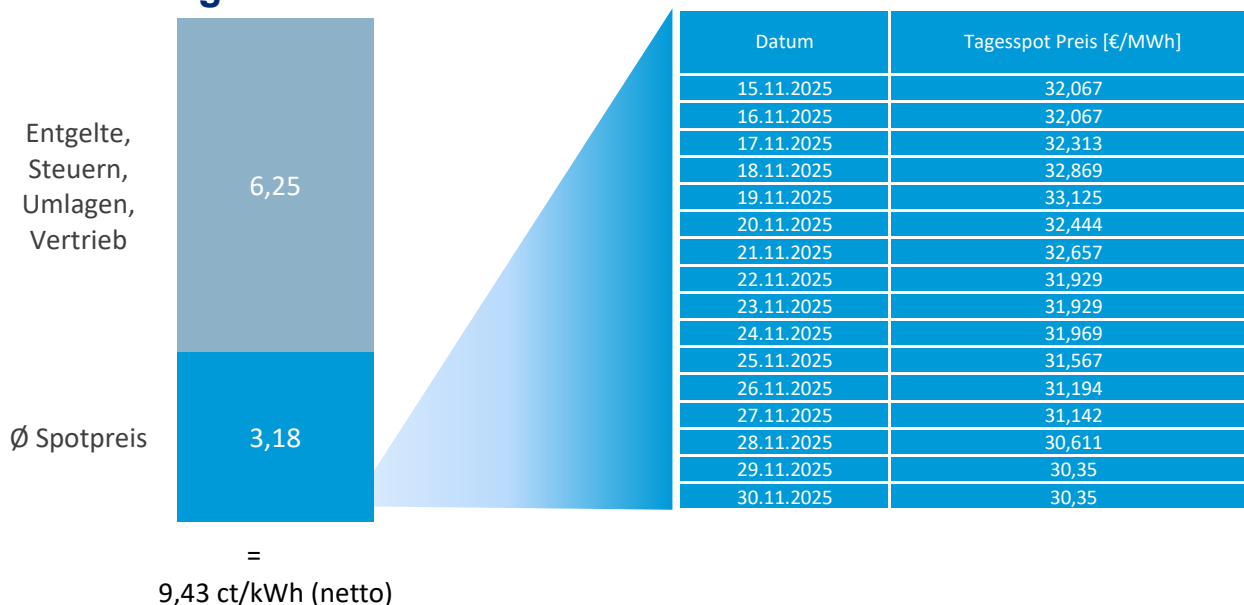 Entgelte,
Steuern,
Umlagen,
Vertrieb
6,25
Ø Spotpreis
3,18
=
9,43 ct/kWh (netto)
Datum Tagesspot Preis [€/MWh]
15.11.2025 32,067
16.11.2025 32,067
17.11.2025 32,313
18.11.2025 32,869
19.11.2025 33,125
20.11.2025 32,444
21.11.2025 32,657
22.11.2025 31,929
23.11.2025 31,929
24.11.2025 31,969
25.11.2025 31,567
26.11.2025 31,194
27.11.2025 31,142
28.11.2025 30,611
29.11.2025 30,35
30.11.2025 30,35